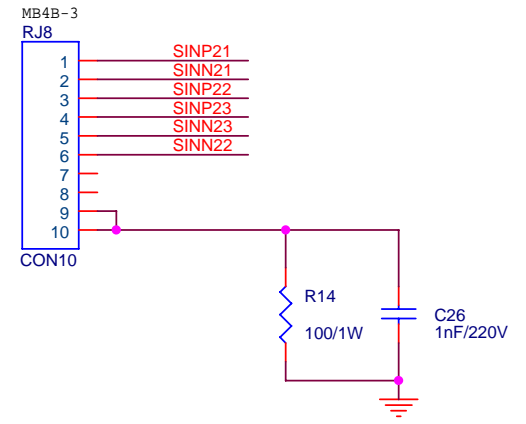 MB4B-3
RJ8
1 SINP21
2 SINN21
3 SINP22
4 SINP23
5 SINN23
6 SINN22
7
8
9
10
CON10
R14
100/1W
C26
1nF/220V